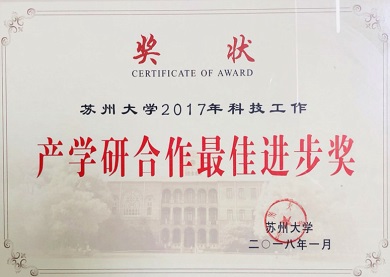 奖状
CERTIFICATE OF AWARD
苏州大学2017年科技工作
产学研合作最佳进步奖
苏州大学
二〇一八年一月